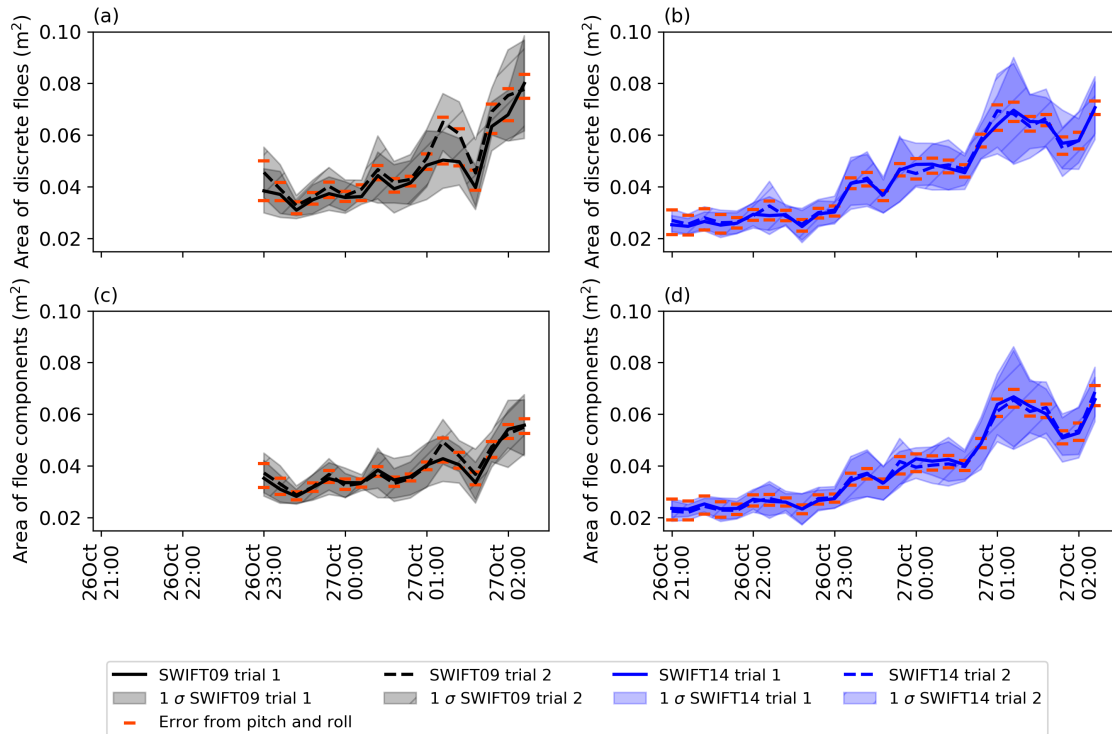 (a)
(b)
Area of discrete floes (m²)
0.10
0.08
0.06
0.04
0.02
Area of discrete floes (m²)
0.10
0.08
0.06
0.04
0.02
(c)
(d)
Area of floe components (m²)
0.10
0.08
0.06
0.04
0.02
Area of floe components (m²)
0.10
0.08
0.06
0.04
0.02
26Oct
21:00
26Oct
22:00
26Oct
23:00
27Oct
00:00
27Oct
01:00
27Oct
02:00
26Oct
21:00
26Oct
22:00
26Oct
23:00
27Oct
00:00
27Oct
01:00
27Oct
02:00
SWIFT09 trial 1
SWIFT09 trial 2
SWIFT14 trial 1
SWIFT14 trial 2
1 σ SWIFT09 trial 1
1 σ SWIFT09 trial 2
1 σ SWIFT14 trial 1
1 σ SWIFT14 trial 2
Error from pitch and roll